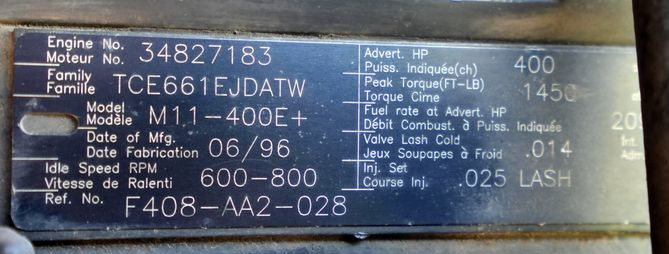 Engine No. 34827183
Moteur No.
Family TCE661EJDATW
Famille
Model M11-400E+
Modèle
Date of Mfg. 06/96
Date Fabrication
Idle Speed RPM 600-800
Vitesse de Ralenti
Ref. No. F408-AA2-028
Advert. HP 400
Puiss. Indiquée(ch)
Peak Torque(FT-LB) 1450
Torque Cime
Fuel rate at Advert. HP
Débit Combust. à Puiss. Indiquée
Valve Lash Cold .014 Int.
Jeux Soupapes à Froid
Inj. Set .025 LASH
Course Inj.